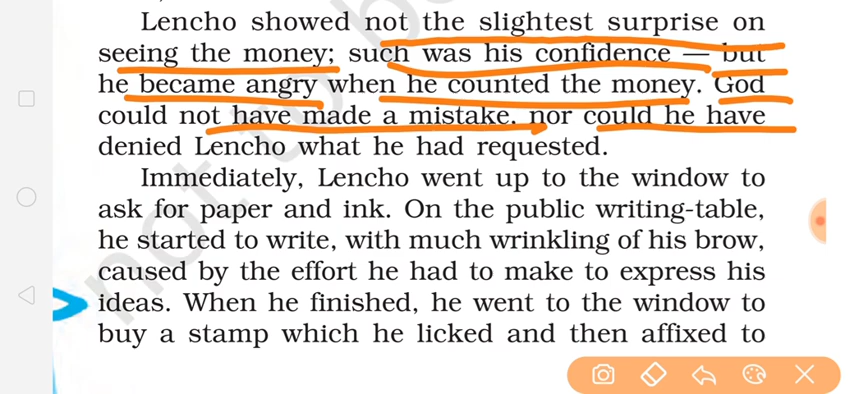 Lencho showed not the slightest surprise on
seeing the money; such was his confidence — but
he became angry when he counted the money. God
could not have made a mistake, nor could he have
denied Lencho what he had requested.
Immediately, Lencho went up to the window to
ask for paper and ink. On the public writing-table,
he started to write, with much wrinkling of his brow,
caused by the effort he had to make to express his
ideas. When he finished, he went to the window to
buy a stamp which he licked and then affixed to
not to be